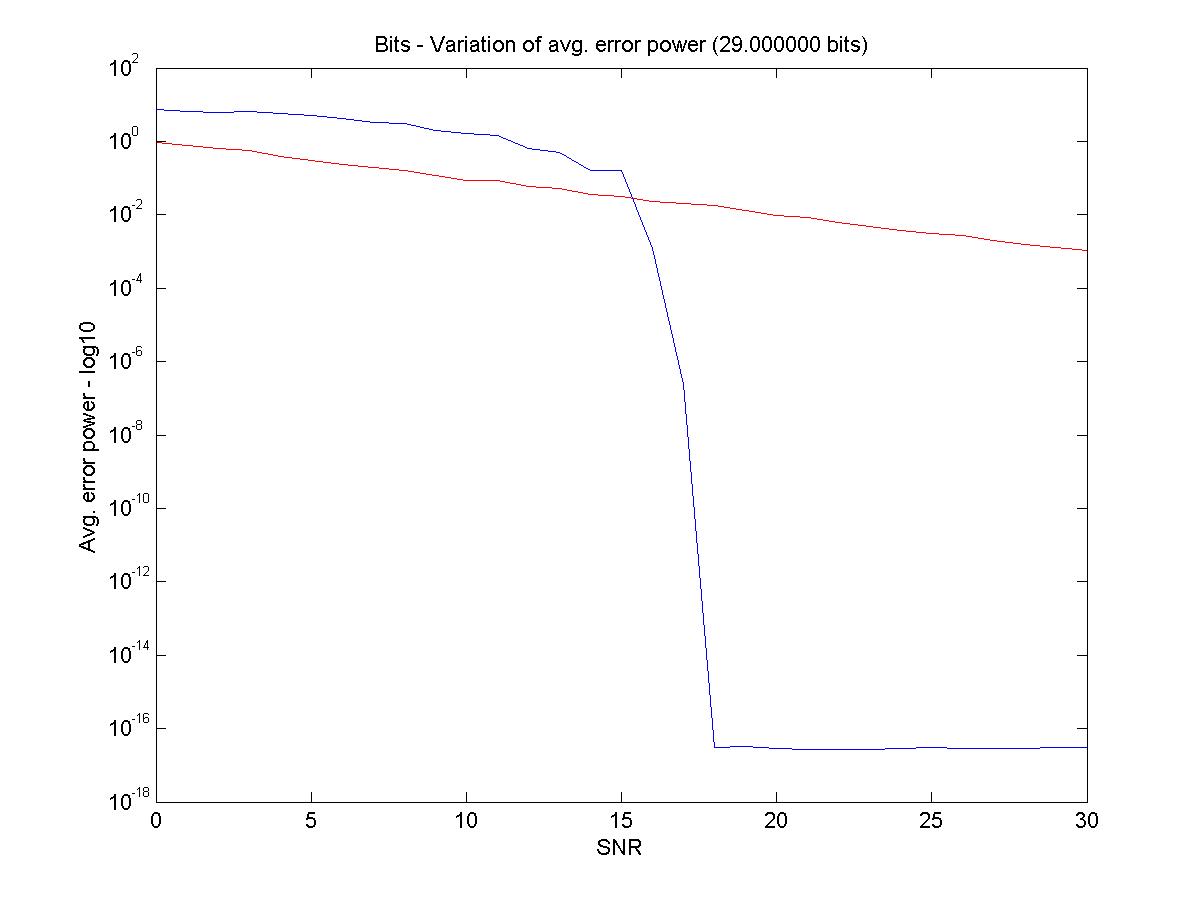 Bits - Variation of avg. error power (29.000000 bits)
10^2
10^0
10^-2
10^-4
10^-6
10^-8
10^-10
10^-12
10^-14
10^-16
10^-18
Avg. error power - log10
0 5 10 15 20 25 30
SNR